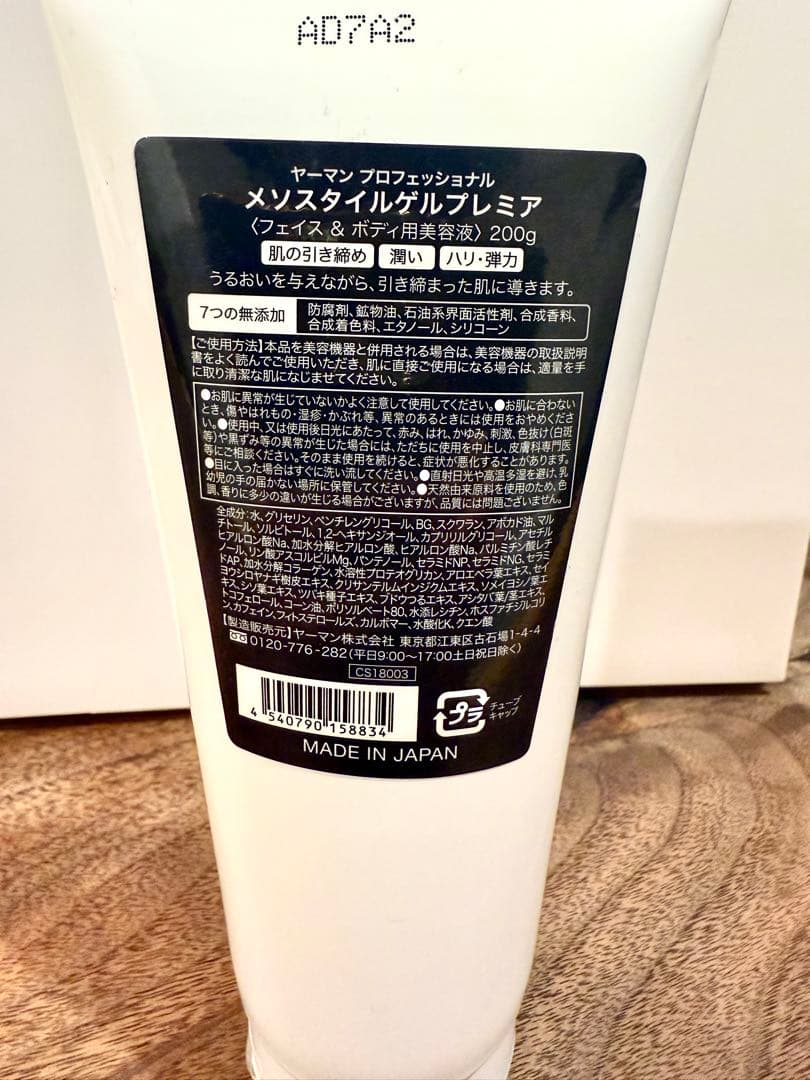 AD7A2
ヤーマン プロフェッショナル
メソスタイルゲルプレミア
〈フェイス & ボディ用美容液〉 200g
肌の引き締め 潤い ハリ・弾力
うるおいを与えながら、引き締まった肌に導きます。
7つの無添加 防腐剤、鉱物油、石油系界面活性剤、合成香料、
合成着色料、エタノール、シリコーン
【ご使用方法】本品を美容機器と併用される場合は、美容機器の取扱説明
書をよく読んでご使用いただき、肌に直接ご使用になる場合は、適量を手
に取り清潔な肌になじませてください。
●お肌に異常が生じていないかよく注意して使用してください。●お肌に合わない
とき、傷やはれもの・湿疹・かぶれ等、異常のあるときには使用をおやめくださ
い。●使用中、又は使用後日光にあたって、赤み、はれ、かゆみ、刺激、色抜け(白斑
等)や黒ずみ等の異常が生じた場合には、ただちに使用を中止し、皮膚科専門医
等にご相談ください。そのまま使用を続けると、症状が悪化することがあります。
●目に入った場合はすぐに洗い流してください。●直射日光や高温多湿を避け、乳
幼児の手の届かない場所に保管してください。●天然由来原料を使用のため、色
調、香りに多少の違いが生じる場合がございますが、品質には問題ございません。
全成分:水、グリセリン、ペンチレングリコール、BG、スクワラン、アボカド油、マル
チトール、ソルビトール、1,2-ヘキサンジオール、カプリリルグリコール、アセチル
ヒアルロン酸Na、加水分解ヒアルロン酸、ヒアルロン酸Na、パルミチン酸レチ
ノール、リン酸アスコルビルMg、パンテノール、セラミドNP、セラミドNG、セラミ
ドAP、加水分解コラーゲン、水溶性プロテオグリカン、アロエベラ葉エキス、セイ
ヨウシロヤナギ樹皮エキス、クリサンテルムインジクムエキス、ソメイヨシノ葉エ
キス、シソ葉エキス、ツバキ種子エキス、ブドウつるエキス、アシタバ葉/茎エキス、
トコフェロール、コーン油、ポリソルベート80、水添レシチン、ホスファチジルコリ
ン、カフェイン、フィトステロールズ、カルボマー、水酸化K、クエン酸
【製造販売元】ヤーマン株式会社 東京都江東区古石場1-4-4
0120-776-282(平日9:00〜17:00土日祝日除く)
CS18003
4 540790 158834
プラ チューブ
キャップ
MADE IN JAPAN